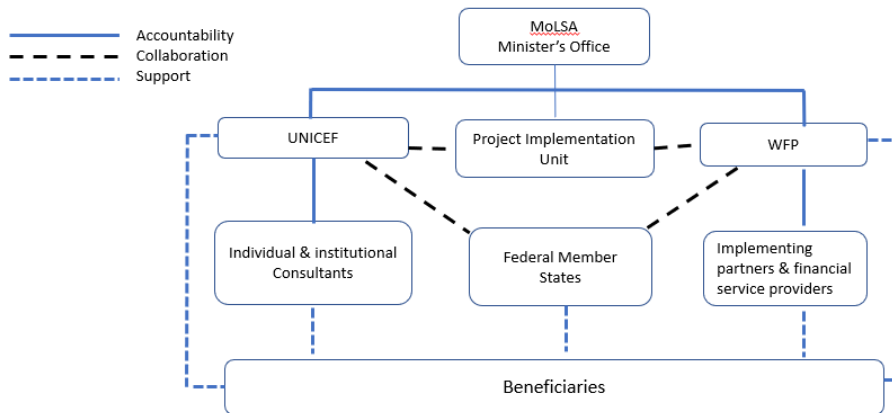 Accountability
Collaboration
Support
MoLSA
Minister's Office
UNICEF
Project Implementation
Unit
WFP
Individual & institutional
Consultants
Federal Member
States
Implementing
partners & financial
service providers
Beneficiaries